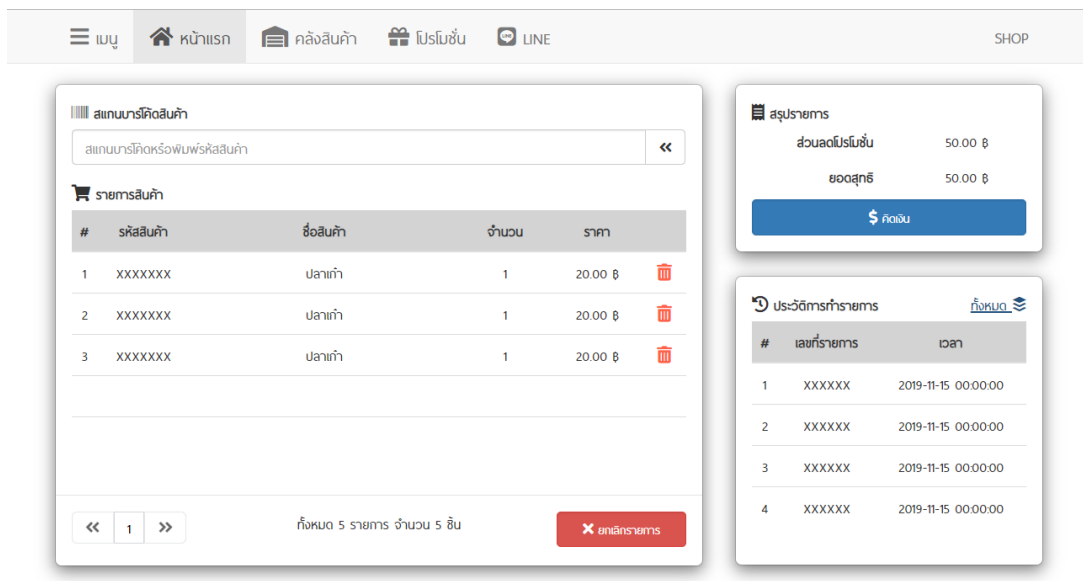 เมนู หน้าแรก คลังสินค้า โปรโมชั่น LINE SHOP
สแกนบาร์โค้ดสินค้า
สแกนบาร์โค้ดหรือพิมพ์รหัสสินค้า
รายการสินค้า
# รหัสสินค้า ชื่อสินค้า จำนวน ราคา
1 XXXXXXX ปลาเก๋า 1 20.00 ฿
2 XXXXXXX ปลาเก๋า 1 20.00 ฿
3 XXXXXXX ปลาเก๋า 1 20.00 ฿
1 ทั้งหมด 5 รายการ จำนวน 5 ชิ้น ยกเลิกรายการ
สรุปรายการ
ส่วนลดโปรโมชั่น 50.00 ฿
ยอดสุทธิ 50.00 ฿
คิดเงิน
ประวัติการทำรายการ ทั้งหมด
# เลขที่รายการ เวลา
1 XXXXXX 2019-11-15 00:00:00
2 XXXXXX 2019-11-15 00:00:00
3 XXXXXX 2019-11-15 00:00:00
4 XXXXXX 2019-11-15 00:00:00